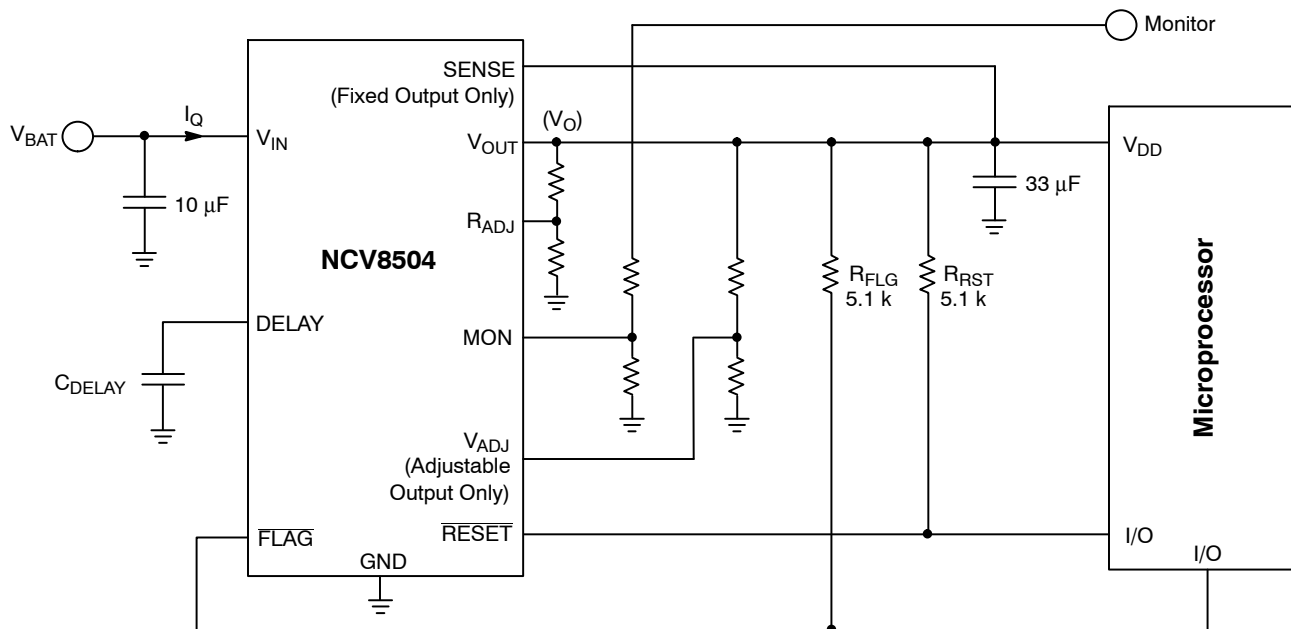 Monitor
SENSE
(Fixed Output Only)
V_BAT
I_Q
V_IN
(V_O)
V_OUT
V_DD
10 μF
33 μF
R_ADJ
NCV8504
R_FLG
5.1 k
R_RST
5.1 k
Microprocessor
DELAY
MON
C_DELAY
V_ADJ
(Adjustable
Output Only)
FLAG
RESET
I/O
GND
I/O